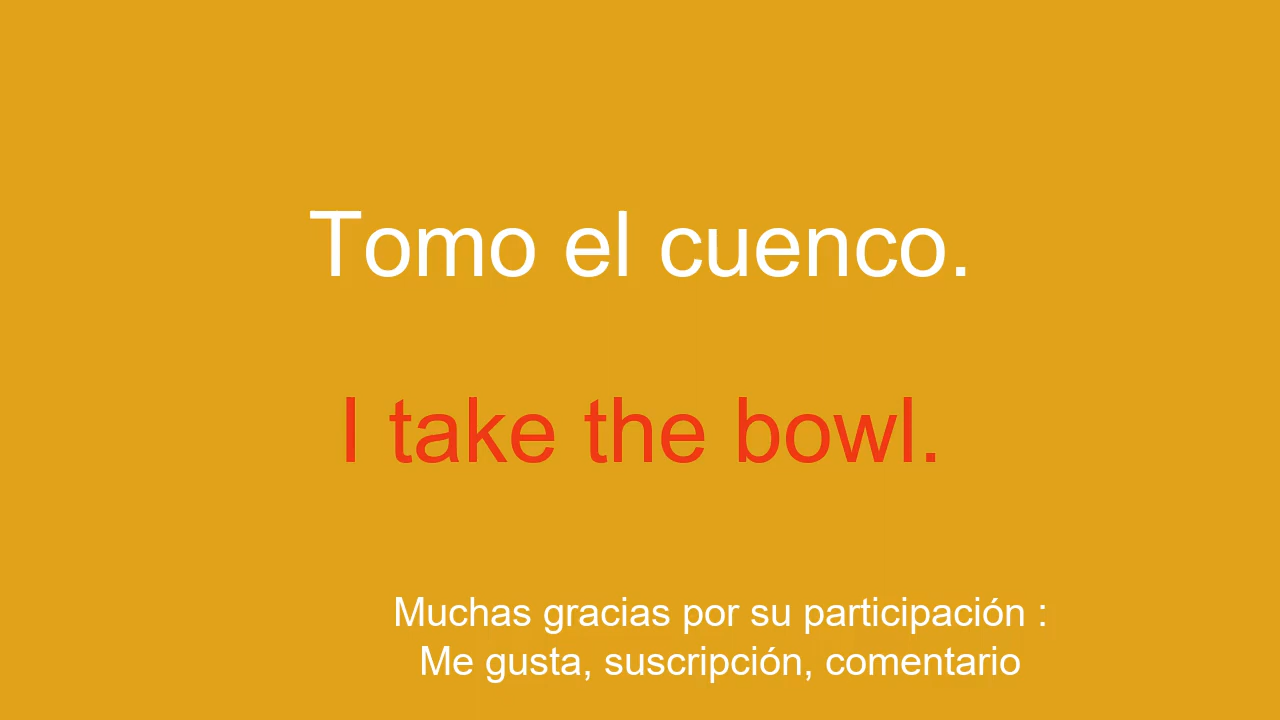 Tomo el cuenco.
I take the bowl.
Muchas gracias por su participación :
Me gusta, suscripción, comentario